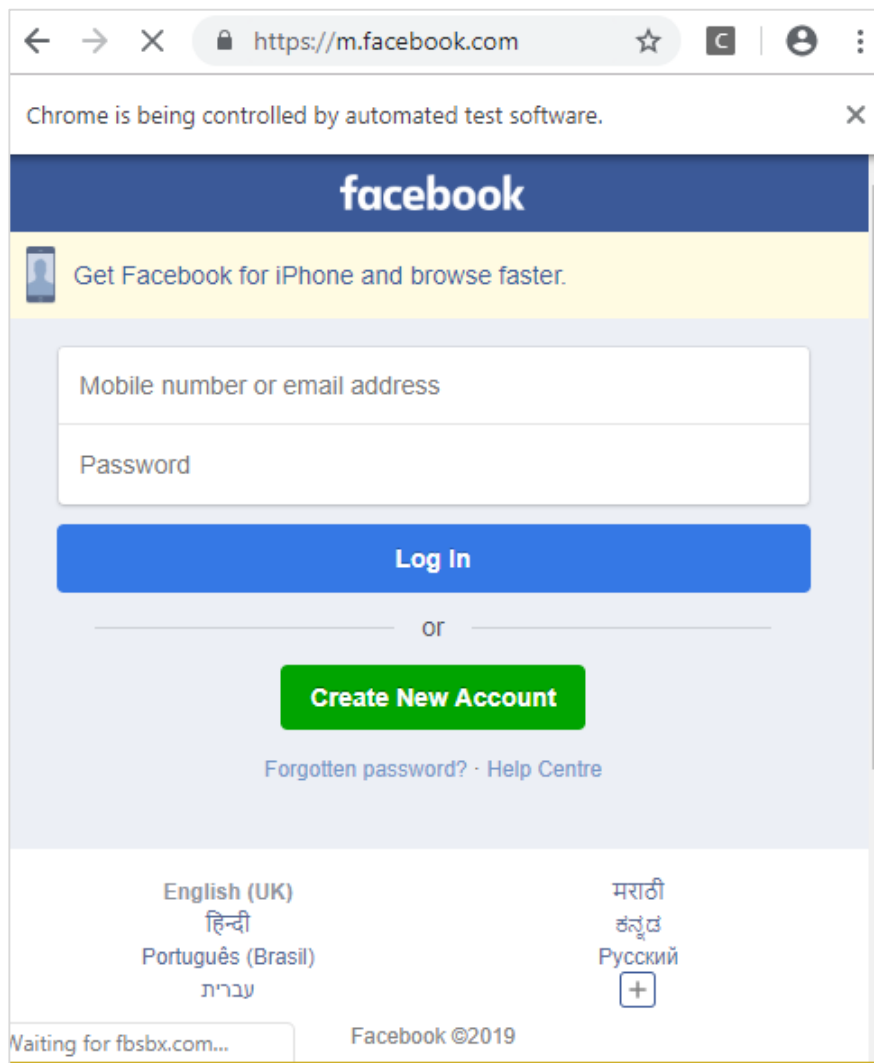 https://m.facebook.com
C
Chrome is being controlled by automated test software.
facebook
Get Facebook for iPhone and browse faster.
Mobile number or email address
Password
Log In
or
Create New Account
Forgotten password? · Help Centre
English (UK)
मराठी
हिन्दी
ಕನ್ನಡ
Português (Brasil)
Русский
עברית
Facebook ©2019
Waiting for fbsbx.com...